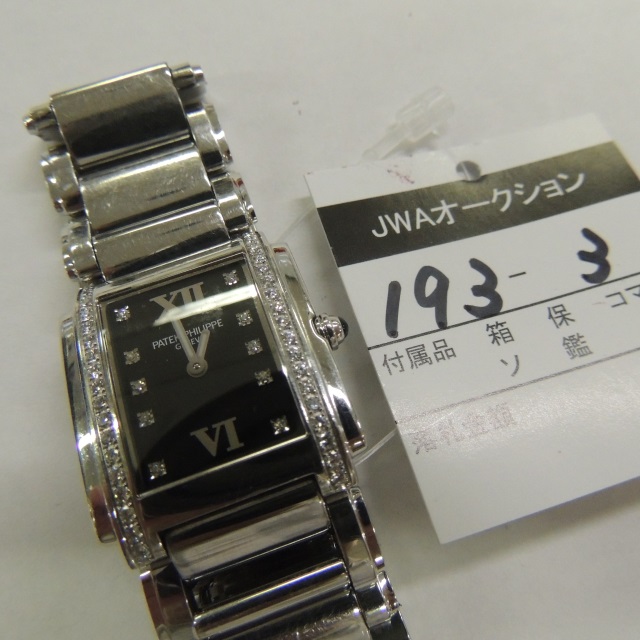 XII
PATEK PHILIPPE
GENEVE
VI
JWAオークション
193-3
付属品 箱 保 コマ
ソ 鑑